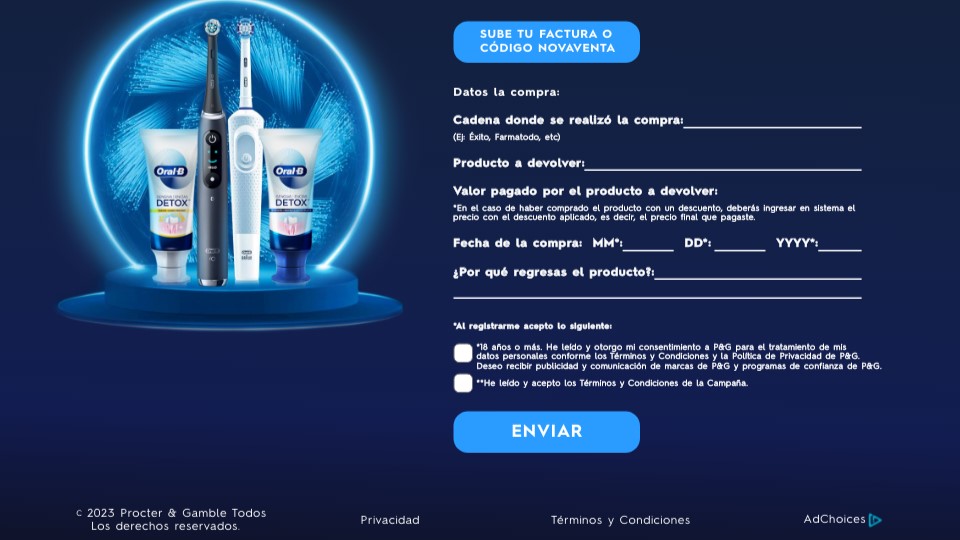 SUBE TU FACTURA O
CÓDIGO NOVAVENTA
Datos la compra:
Cadena donde se realizó la compra:
(Ej: Éxito, Farmatodo, etc)
Producto a devolver:
Valor pagado por el producto a devolver:
*En el caso de haber comprado el producto con un descuento, deberás ingresar en sistema el
precio con el descuento aplicado, es decir, el precio final que pagaste.
Fecha de la compra: MM*: DD*: YYYY*:
¿Por qué regresas el producto?:
*Al registrarme acepto lo siguiente:
*18 años o más. He leído y otorgo mi consentimiento a P&G para el tratamiento de mis
datos personales conforme los Términos y Condiciones y la Política de Privacidad de P&G.
Deseo recibir publicidad y comunicación de marcas de P&G y programas de confianza de P&G.
**He leído y acepto los Términos y Condiciones de la Campaña.
ENVIAR
Oral-B
DETOX
Oral-B
DETOX
C 2023 Procter & Gamble Todos
Los derechos reservados.
Privacidad
Términos y Condiciones
AdChoices